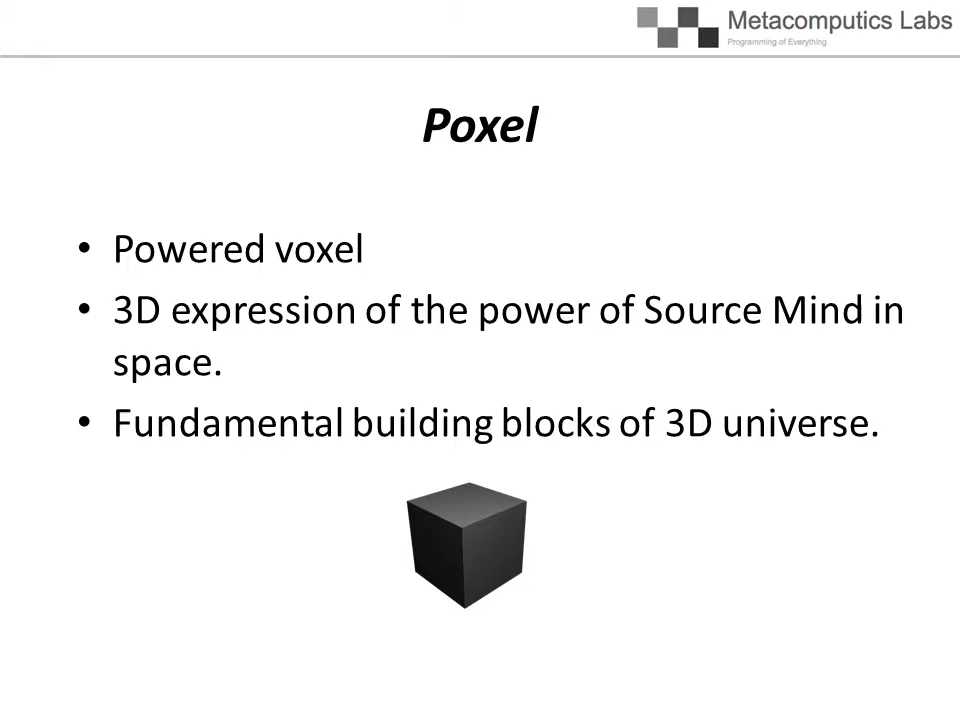 Metacomputics Labs
Programming of Everything
Poxel
• Powered voxel
• 3D expression of the power of Source Mind in
space.
• Fundamental building blocks of 3D universe.